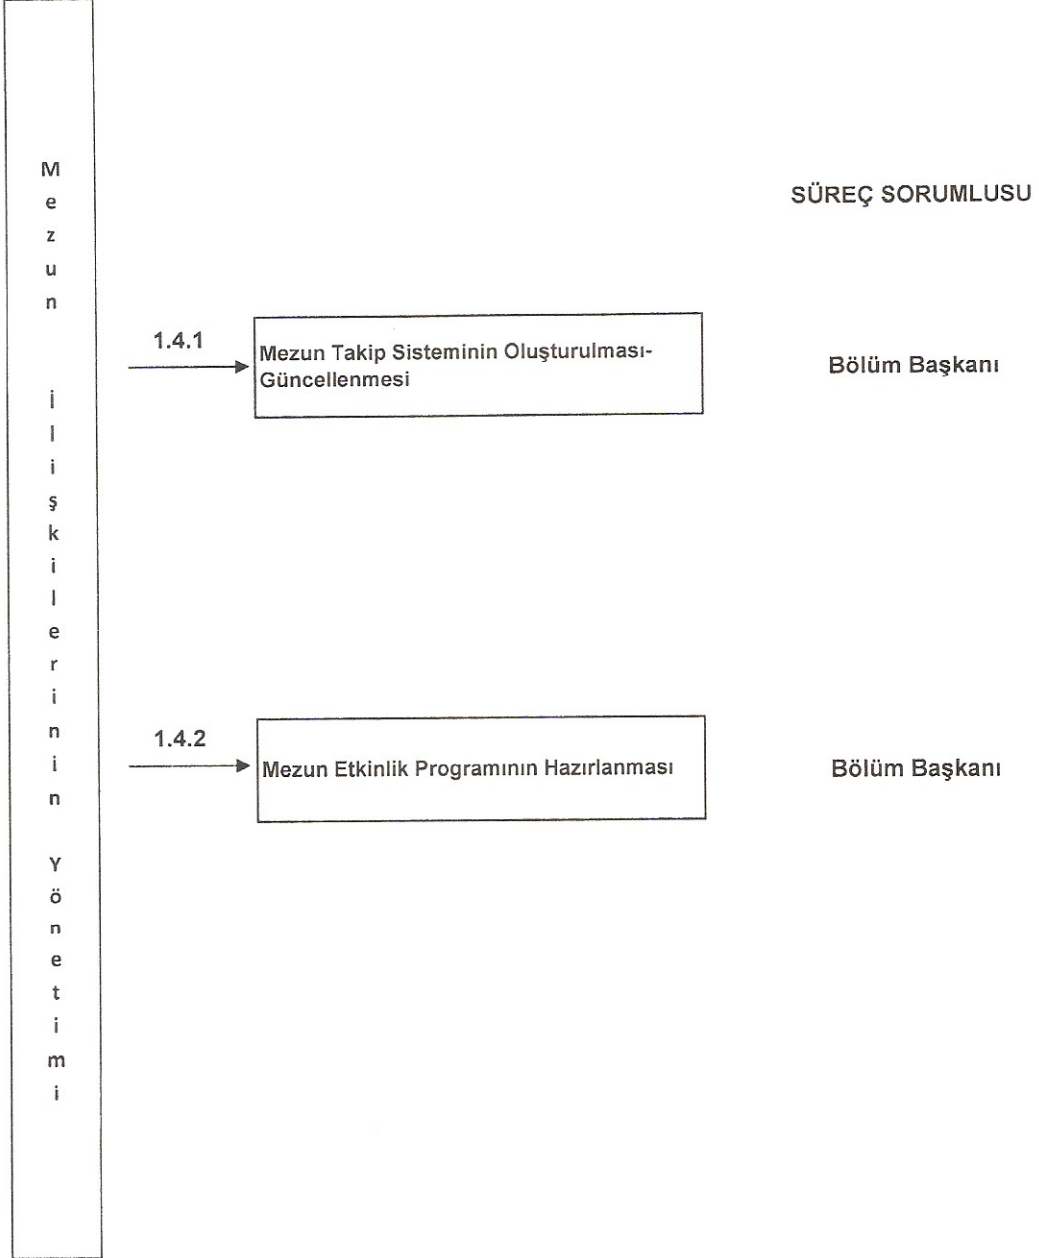 Mezun ilişkilerinin Yönetimi
SÜREÇ SORUMLUSU
1.4.1
Mezun Takip Sisteminin Oluşturulması-
Güncellenmesi
Bölüm Başkanı
1.4.2
Mezun Etkinlik Programının Hazırlanması
Bölüm Başkanı